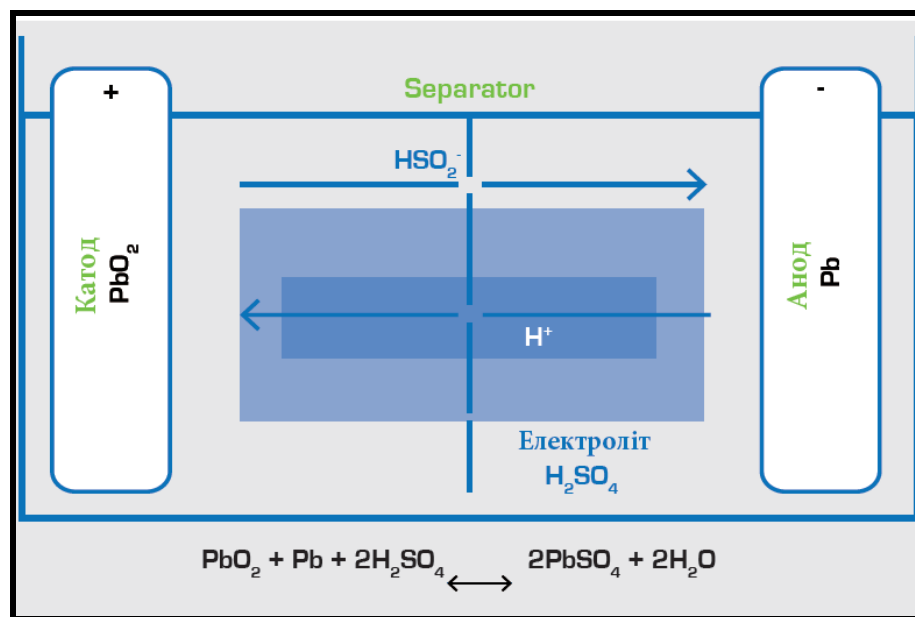 +
-
Separator
HSO₂⁻
Катод
PbO₂
Анод
Pb
H⁺
Електроліт
H₂SO₄
PbO₂ + Pb + 2H₂SO₄ ⟷ 2PbSO₄ + 2H₂O